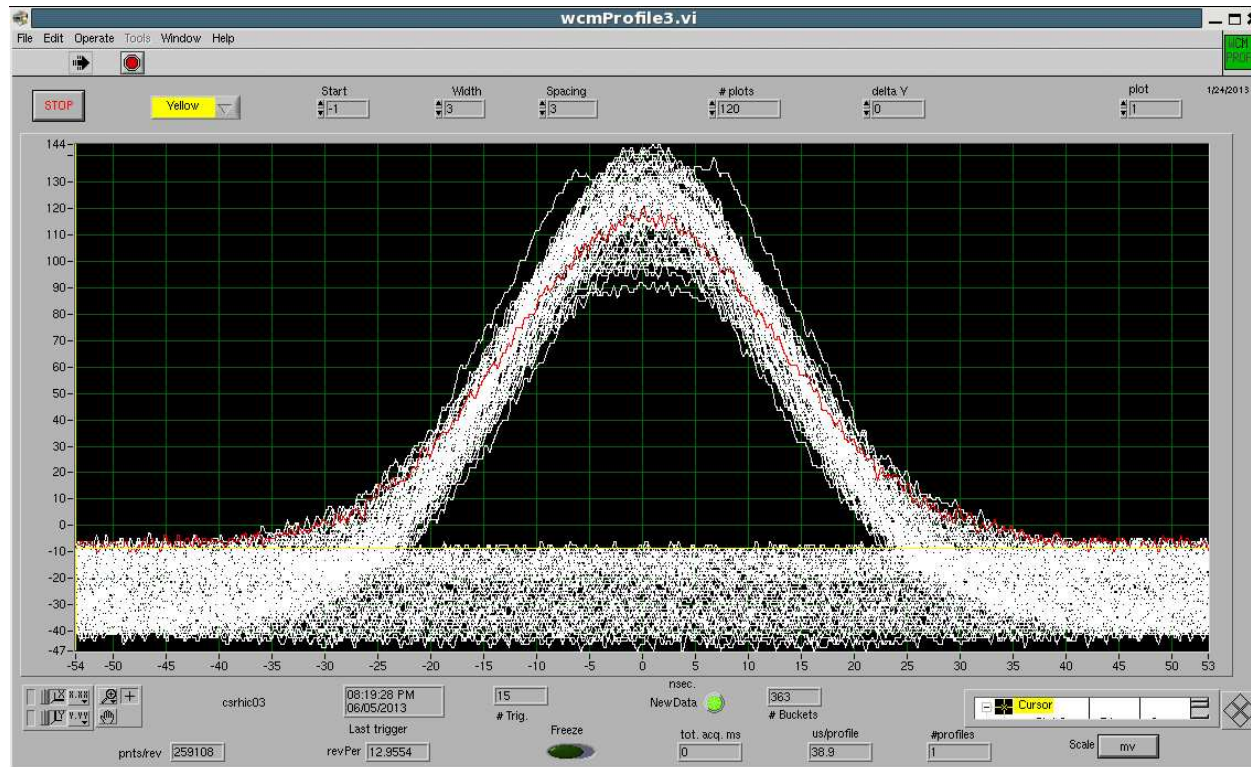 wcmProfile3.vi
File Edit Operate Tools Window Help
WCM
PROF
STOP
Yellow
Start
-1
Width
3
Spacing
3
# plots
120
delta Y
0
plot
1
1/24/2013
144
130
120
110
100
90
80
70
60
50
40
30
20
10
0
-10
-20
-30
-40
-47
-54 -50 -45 -40 -35 -30 -25 -20 -15 -10 -5 0 5 10 15 20 25 30 35 40 45 50 53
nsec.
csrhic03
08:19:28 PM
06/05/2013
Last trigger
15
# Trig.
NewData
363
# Buckets
Cursor
pnts/rev 259108
revPer 12.9554
Freeze
tot. acq. ms
0
us/profile
38.9
#profiles
1
Scale mv